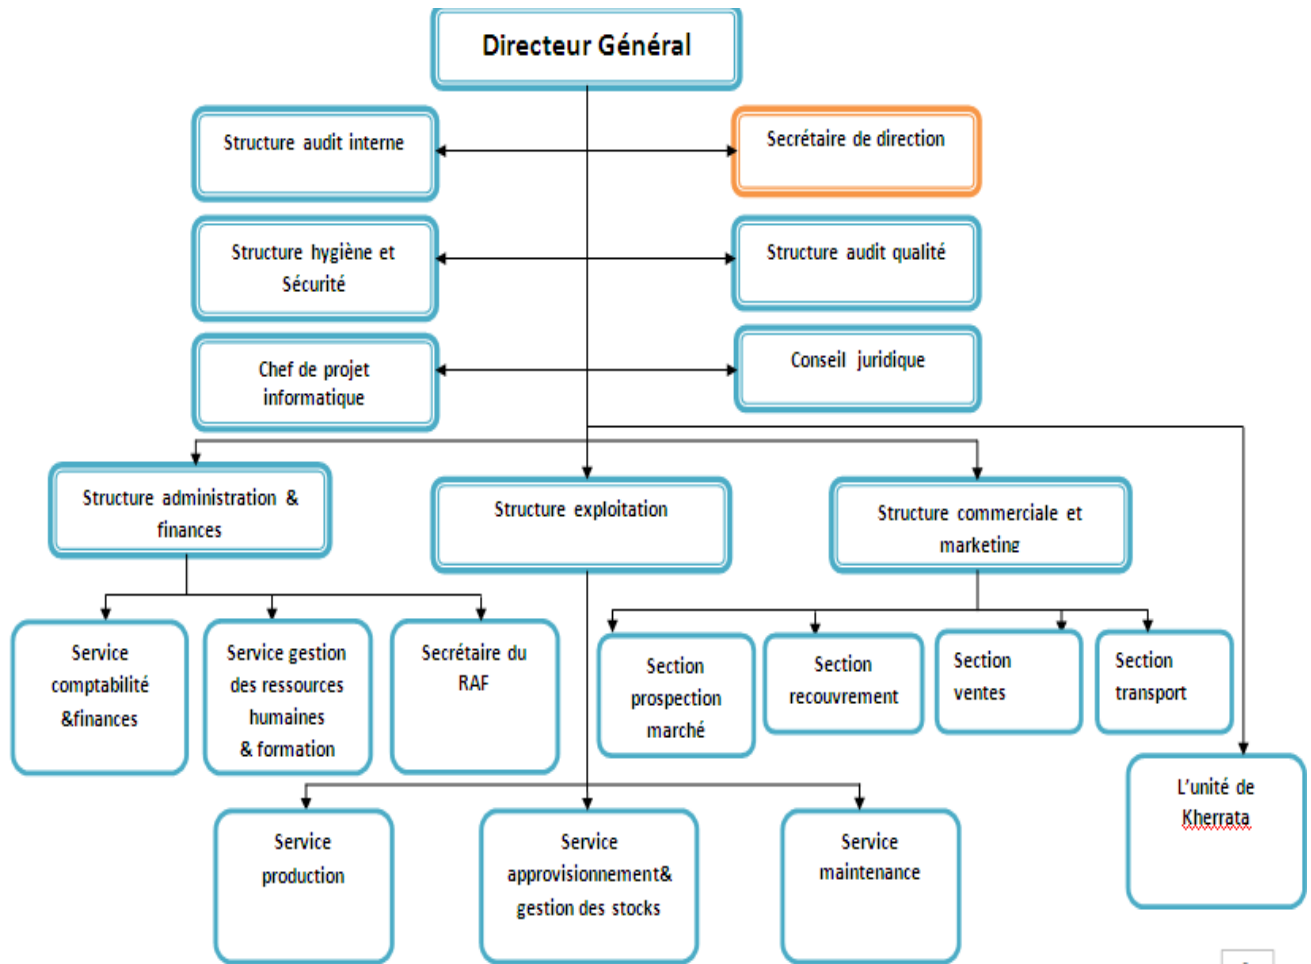 Directeur Général
Structure audit interne
Secrétaire de direction
Structure hygiène et
Sécurité
Structure audit qualité
Chef de projet
informatique
Conseil juridique
Structure administration &
finances
Structure exploitation
Structure commerciale et
marketing
Service
comptabilité
&finances
Service gestion
des ressources
humaines
& formation
Secrétaire du
RAF
Section
prospection
marché
Section
recouvrement
Section
ventes
Section
transport
L'unité de
Kherrata
Service
production
Service
approvisionnement&
gestion des stocks
Service
maintenance